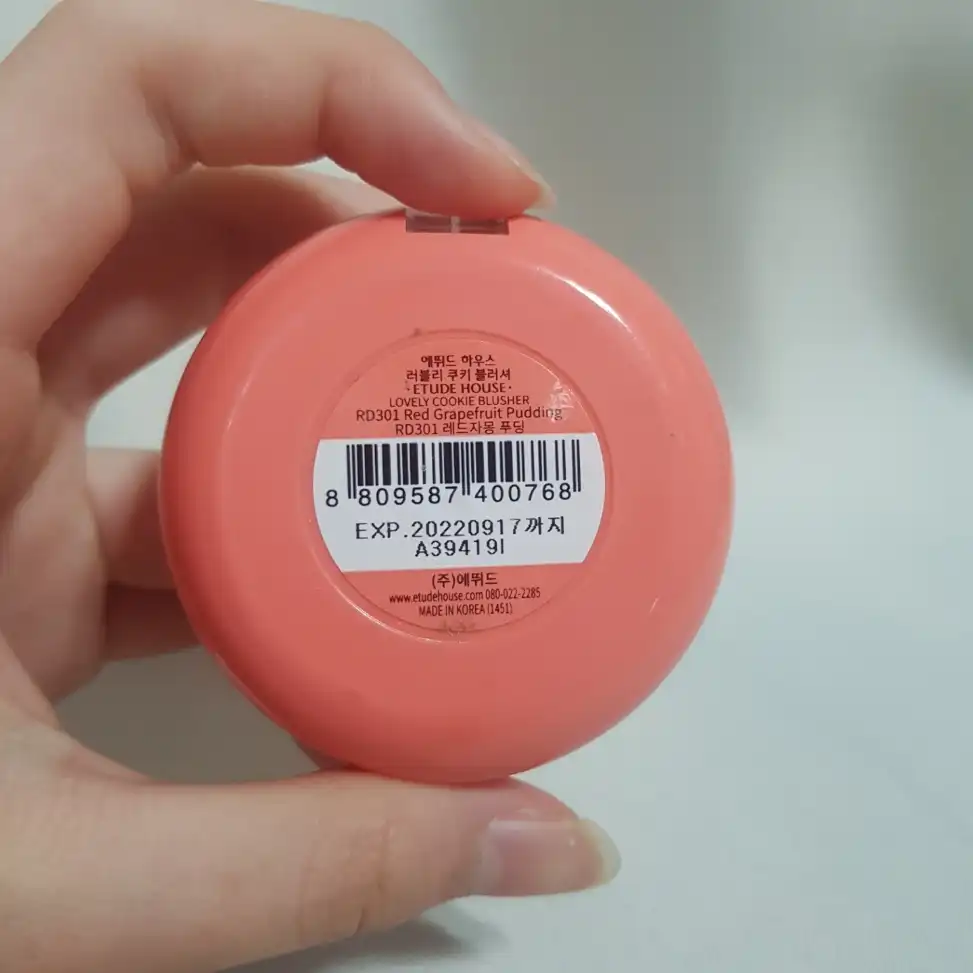 에뛰드 하우스
러블리 쿠키 블러셔
·ETUDE HOUSE·
LOVELY COOKIE BLUSHER
RD301 Red Grapefruit Pudding
RD301 레드자몽 푸딩
8 809587 400768
EXP.20220917까지
A39419I
(주)에뛰드
www.etudehouse.com 080-022-2285
MADE IN KOREA (1451)